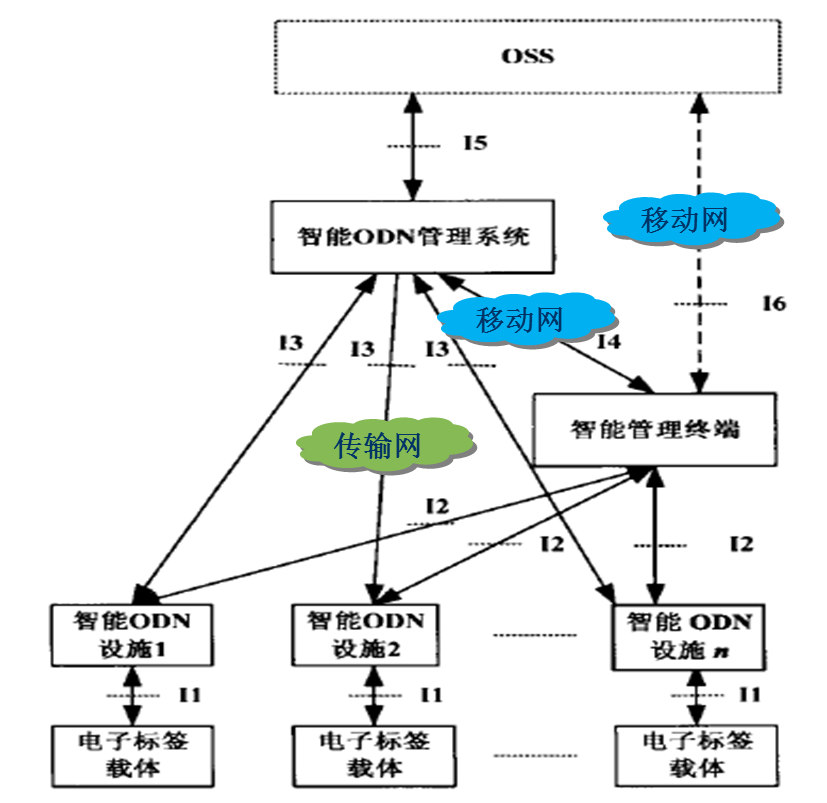 OSS
I5
智能ODN管理系统
移动网
移动网
I6
I3
I3
I3
I4
智能管理终端
传输网
I2
I2
I2
智能ODN
设施1
智能ODN
设施2
智能 ODN
设施 n
I1
I1
I1
电子标签
载体
电子标签
载体
电子标签
载体